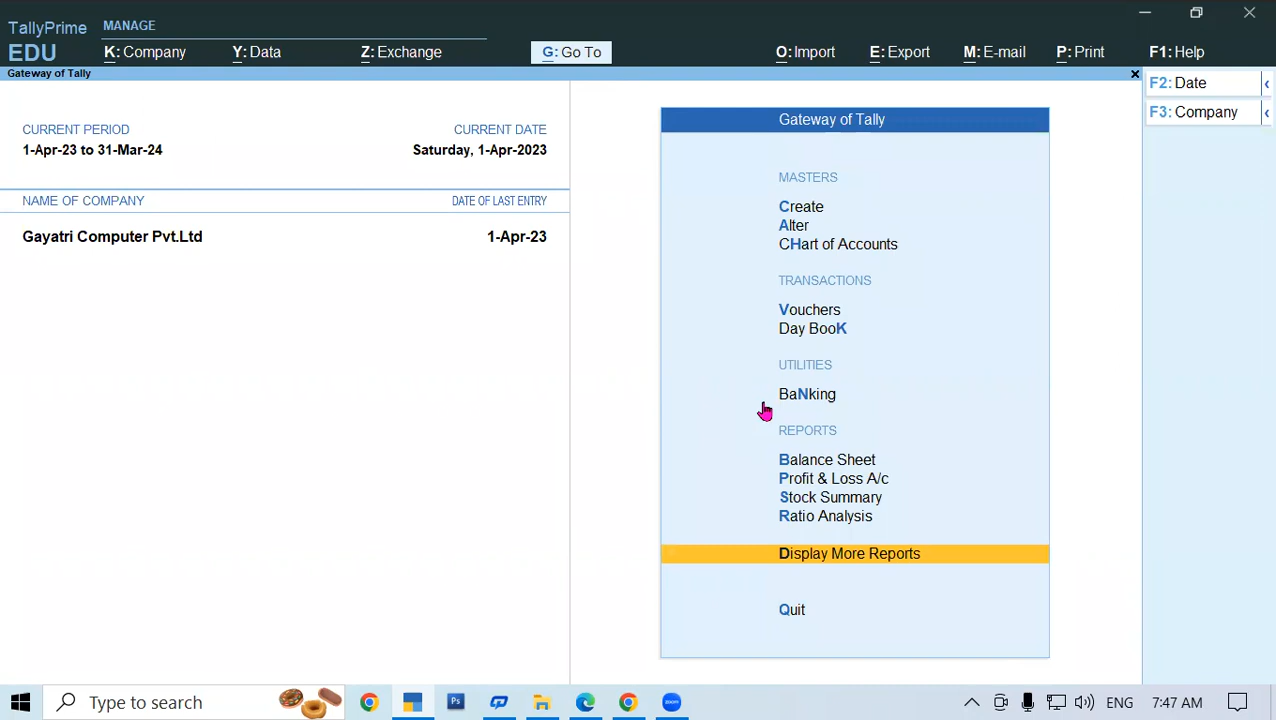 TallyPrime MANAGE
EDU K: Company Y: Data Z: Exchange G: Go To O: Import E: Export M: E-mail P: Print F1: Help
Gateway of Tally
F2: Date
F3: Company
CURRENT PERIOD CURRENT DATE
1-Apr-23 to 31-Mar-24 Saturday, 1-Apr-2023
NAME OF COMPANY DATE OF LAST ENTRY
Gayatri Computer Pvt.Ltd 1-Apr-23
Gateway of Tally
MASTERS
Create
Alter
CHart of Accounts
TRANSACTIONS
Vouchers
Day BooK
UTILITIES
BaNking
REPORTS
Balance Sheet
Profit & Loss A/c
Stock Summary
Ratio Analysis
Display More Reports
Quit
Type to search Ps zoom ENG 7:47 AM